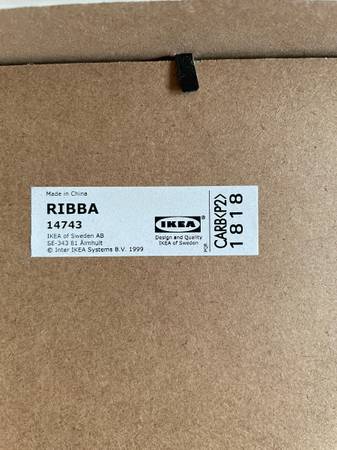 Made in China
RIBBA
14743
IKEA of Sweden AB
SE-343 81 Älmhult
© Inter IKEA Systems B.V. 1999
IKEA
Design and Quality
IKEA of Sweden
CARB(P2)
1818